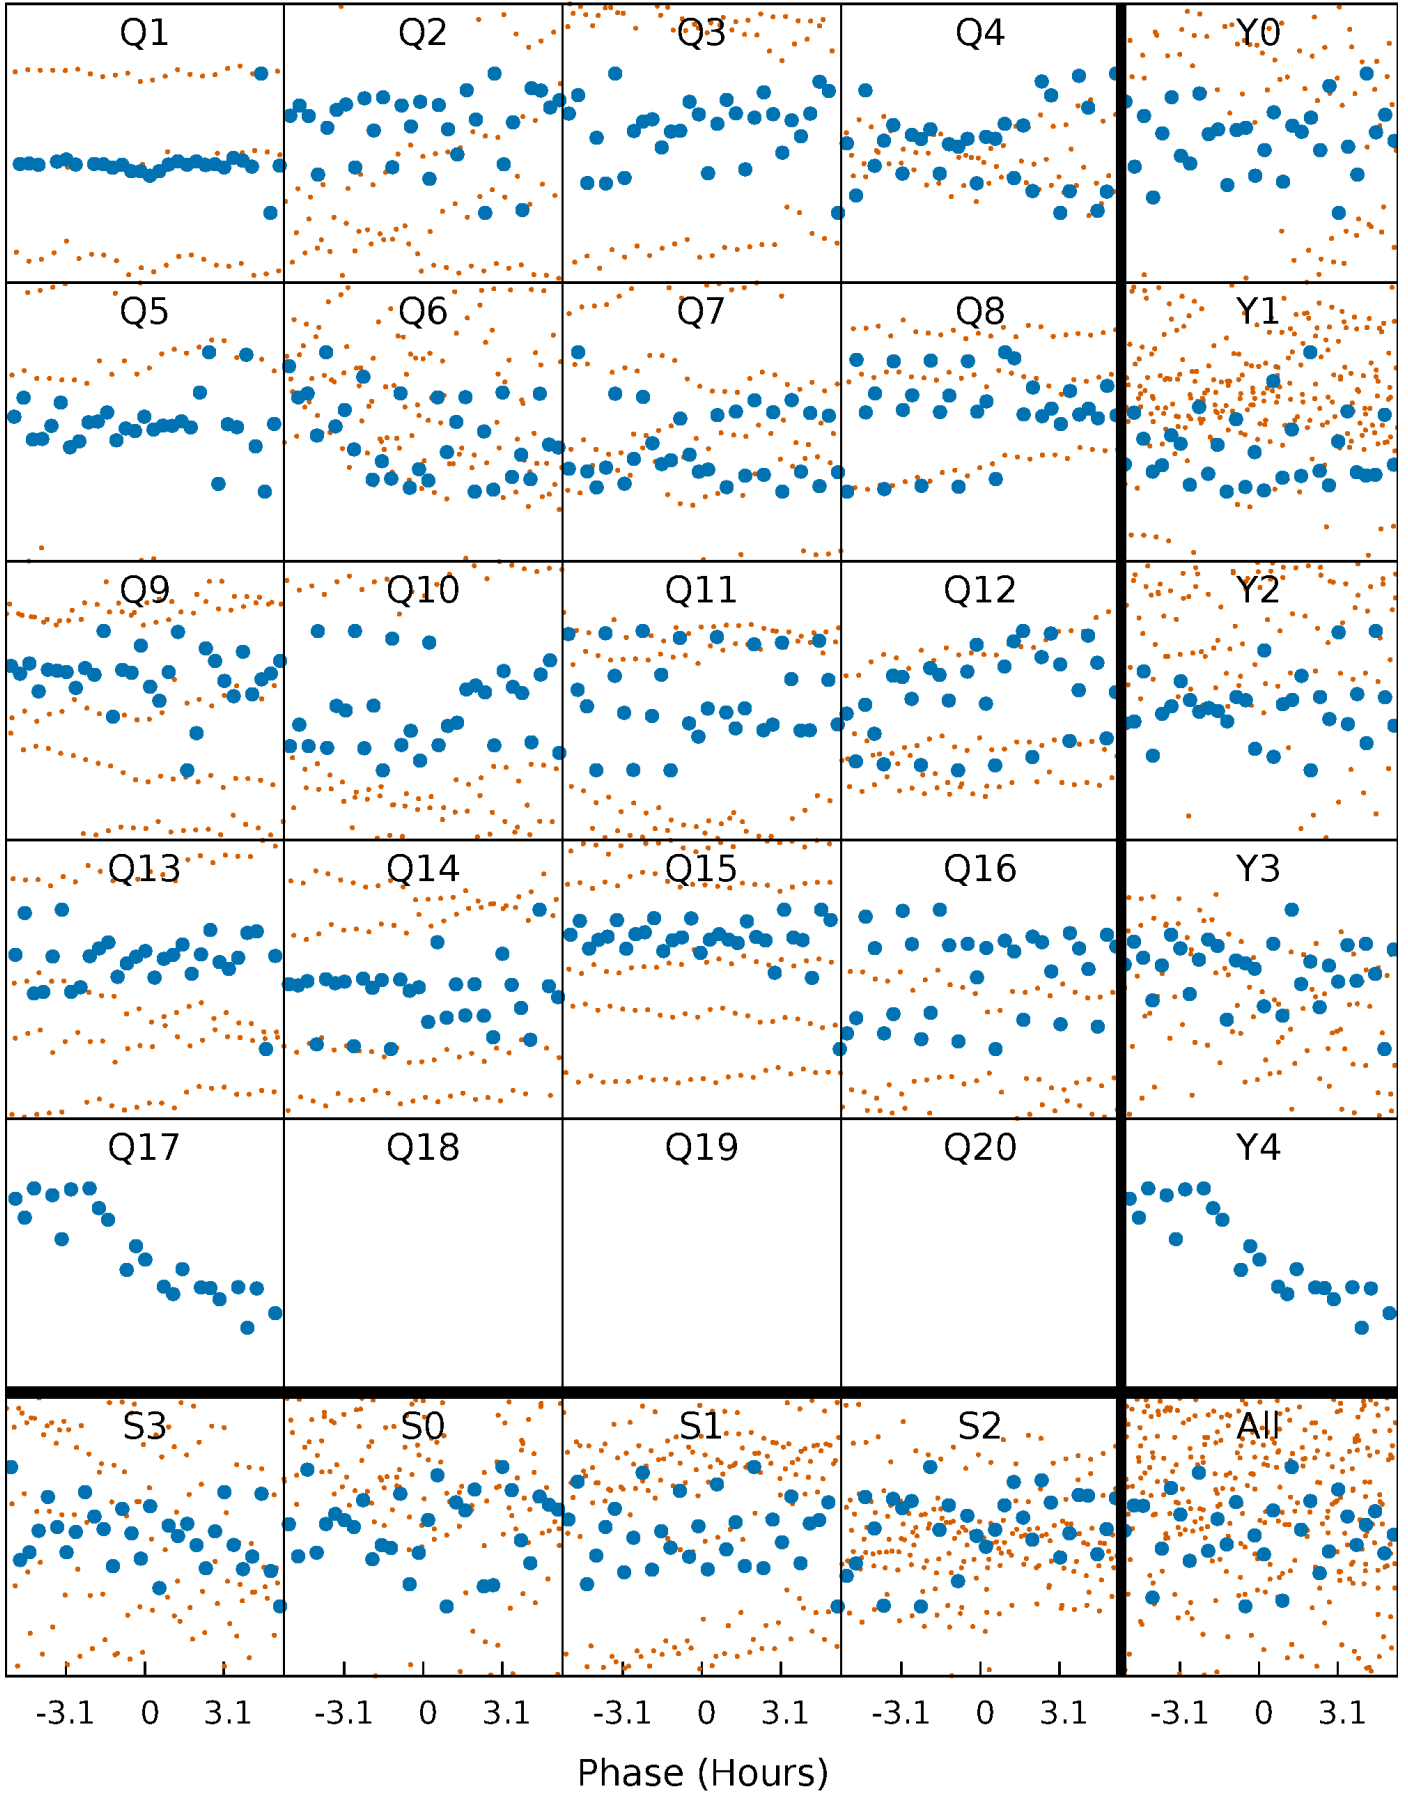 Q1 Q2 Q3 Q4 Y0
Q5 Q6 Q7 Q8 Y1
Q9 Q10 Q11 Q12 Y2
Q13 Q14 Q15 Q16 Y3
Q17 Q18 Q19 Q20 Y4
S3 S0 S1 S2 All
-3.1 0 3.1 -3.1 0 3.1 -3.1 0 3.1 -3.1 0 3.1 -3.1 0 3.1
Phase (Hours)